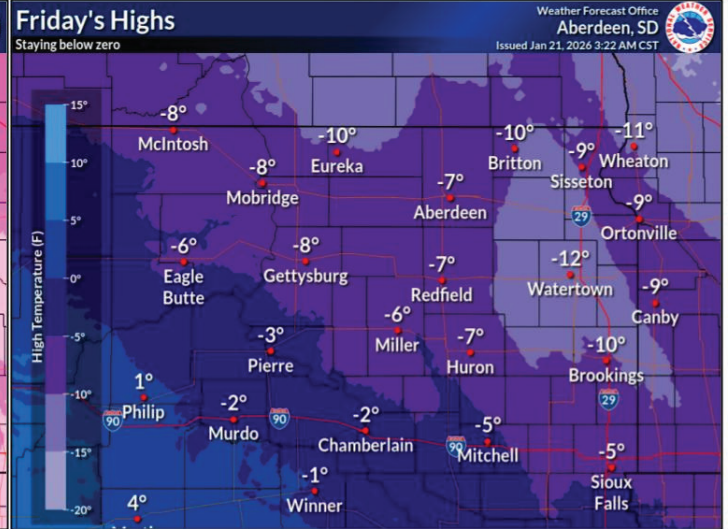 Friday's Highs
Staying below zero
Weather Forecast Office
Aberdeen, SD
Issued Jan 21, 2026 3:22 AM CST
High Temperature (F)
15°
10°
5°
0°
-5°
-10°
-15°
-20°
-8°
McIntosh
-10°
Eureka
-10°
Britton
-9°
Sisseton
-11°
Wheaton
-8°
Mobridge
-7°
Aberdeen
29
-9°
Ortonville
-6°
Eagle
Butte
-8°
Gettysburg
-7°
Redfield
-12°
Watertown
-9°
Canby
-3°
Pierre
-6°
Miller
-7°
Huron
-10°
Brookings
29
1°
Philip
90
-2°
Murdo
90
-2°
Chamberlain
90
-5°
Mitchell
-5°
Sioux
Falls
-1°
Winner
4°